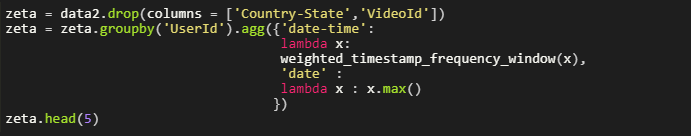 zeta = data2.drop(columns = ['Country-State','VideoId'])
zeta = zeta.groupby('UserId').agg({'date-time':
lambda x:
weighted_timestamp_frequency_window(x),
'date' :
lambda x : x.max()
})
zeta.head(5)